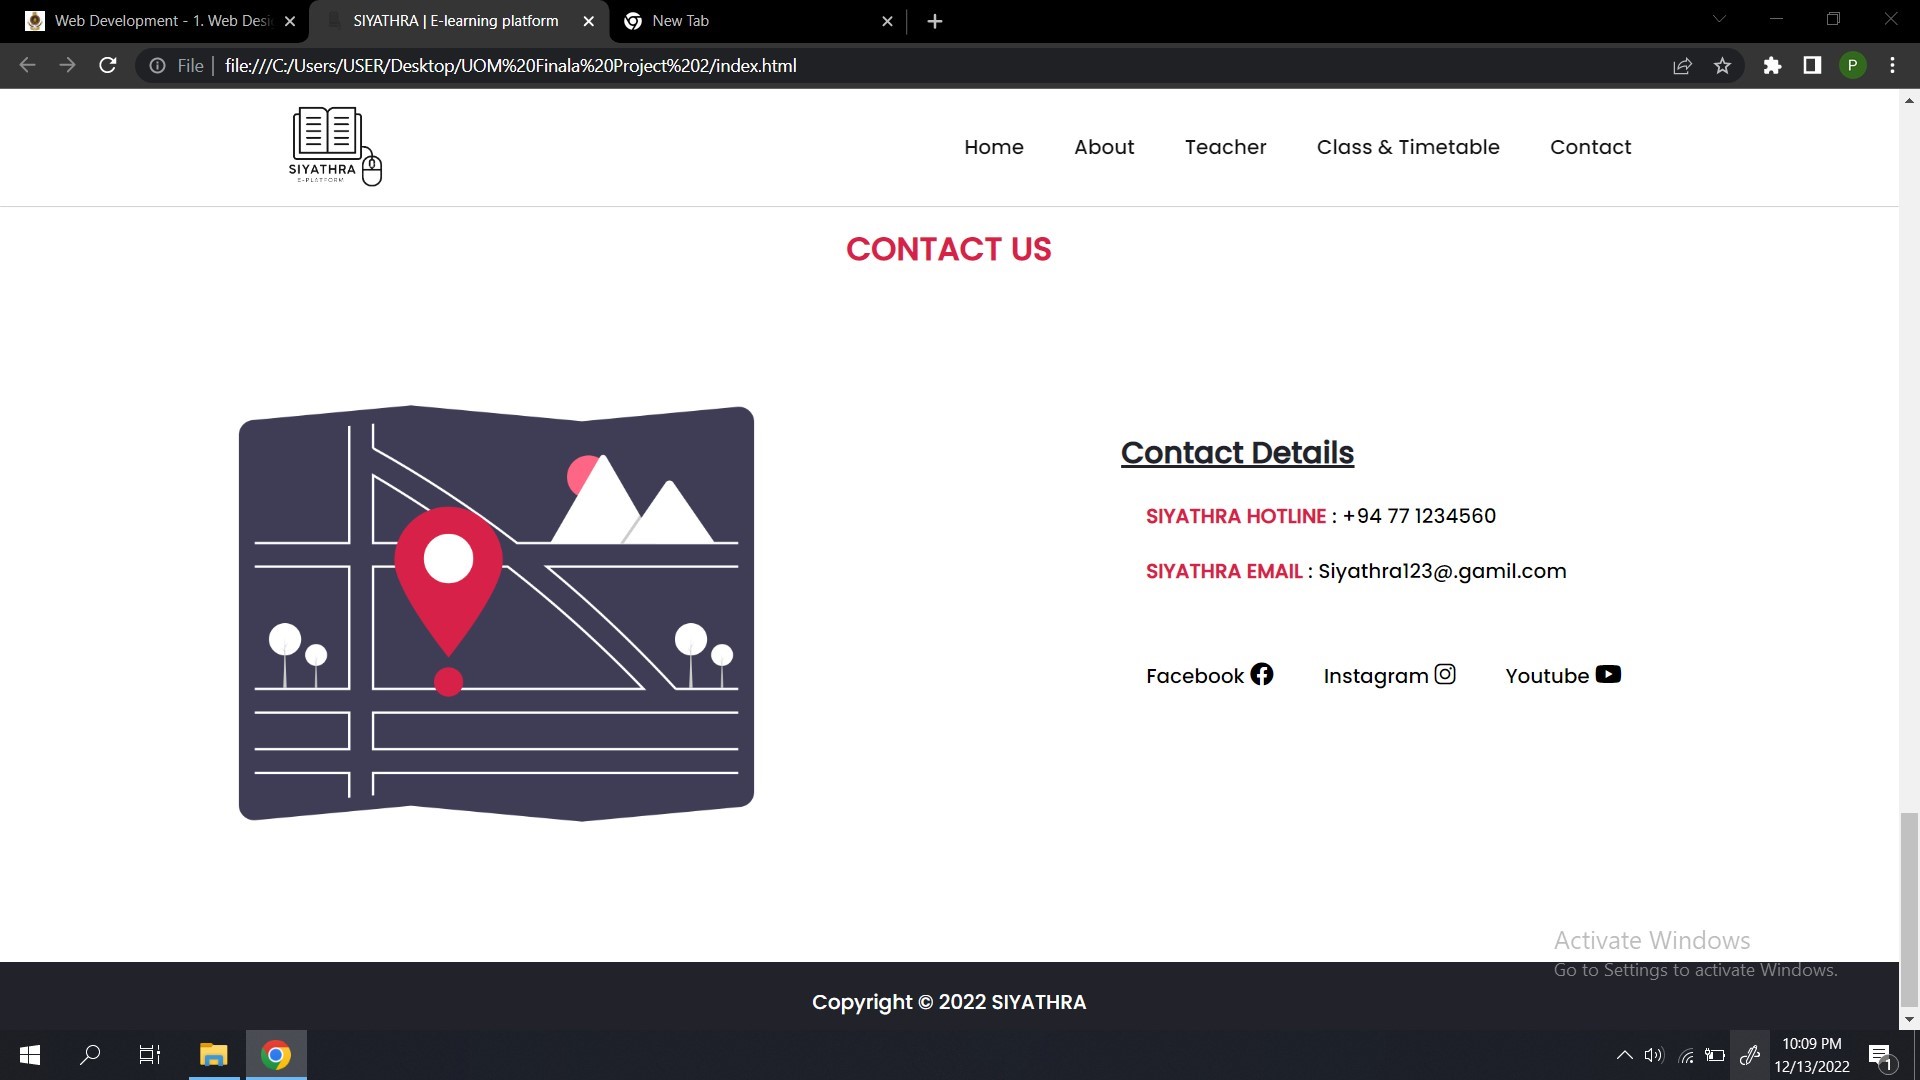 Web Development - 1. Web Desi
SIYATHRA | E-learning platform
New Tab
File
file:///C:/Users/USER/Desktop/UOM%20Finala%20Project%202/index.html
P
SIYATHRA
E-PLATFORM
Home
About
Teacher
Class & Timetable
Contact
CONTACT US
Contact Details
SIYATHRA HOTLINE : +94 77 1234560
SIYATHRA EMAIL : Siyathra123@.gamil.com
Facebook
Instagram
Youtube
Activate Windows
Go to Settings to activate Windows.
Copyright © 2022 SIYATHRA
10:09 PM
12/13/2022
1